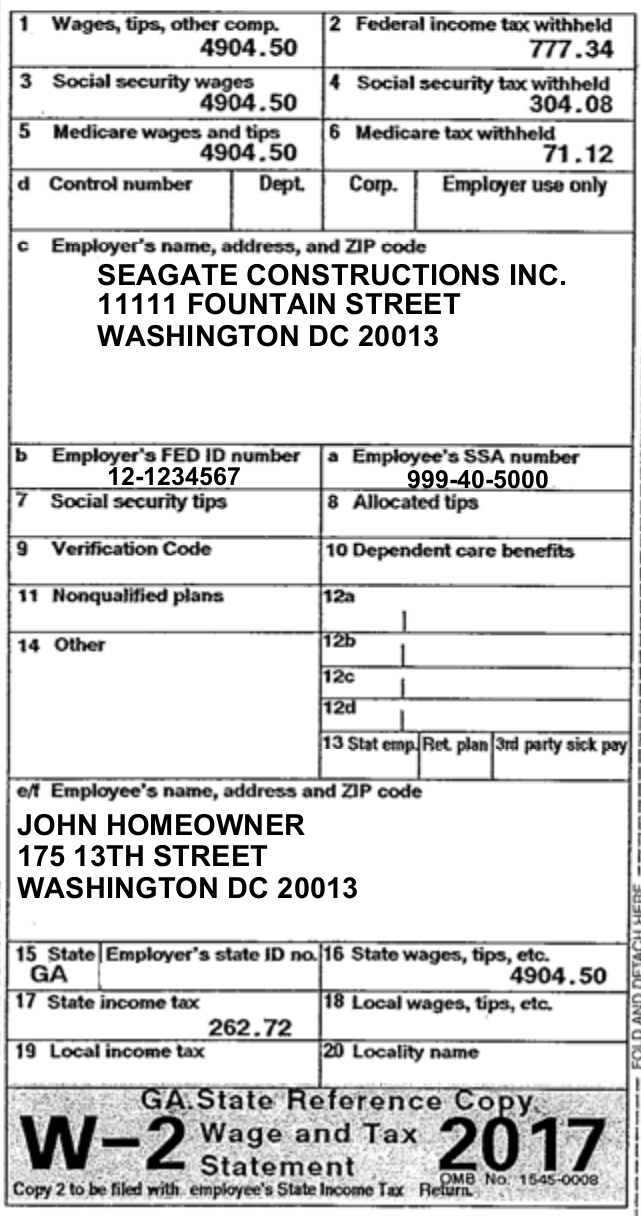 1 Wages, tips, other comp. 2 Federal income tax withheld
4904.50 777.34
3 Social security wages 4 Social security tax withheld
4904.50 304.08
5 Medicare wages and tips 6 Medicare tax withheld
4904.50 71.12
d Control number Dept. Corp. Employer use only
c Employer's name, address, and ZIP code
SEAGATE CONSTRUCTIONS INC.
11111 FOUNTAIN STREET
WASHINGTON DC 20013
b Employer's FED ID number a Employee's SSA number
12-1234567 999-40-5000
7 Social security tips 8 Allocated tips
9 Verification Code 10 Dependent care benefits
11 Nonqualified plans 12a
14 Other 12b
12c
12d
13 Stat emp. Ret. plan 3rd party sick pay
e/f Employee's name, address and ZIP code
JOHN HOMEOWNER
175 13TH STREET
WASHINGTON DC 20013
15 State Employer's state ID no. 16 State wages, tips, etc.
GA 4904.50
17 State income tax 18 Local wages, tips, etc.
262.72
19 Local income tax 20 Locality name
GA.State Reference Copy
W-2 Wage and Tax 2017
Statement
OMB No. 1545-0008
Copy 2 to be filed with employee's State Income Tax Return.
FOLD AND DETACH HERE